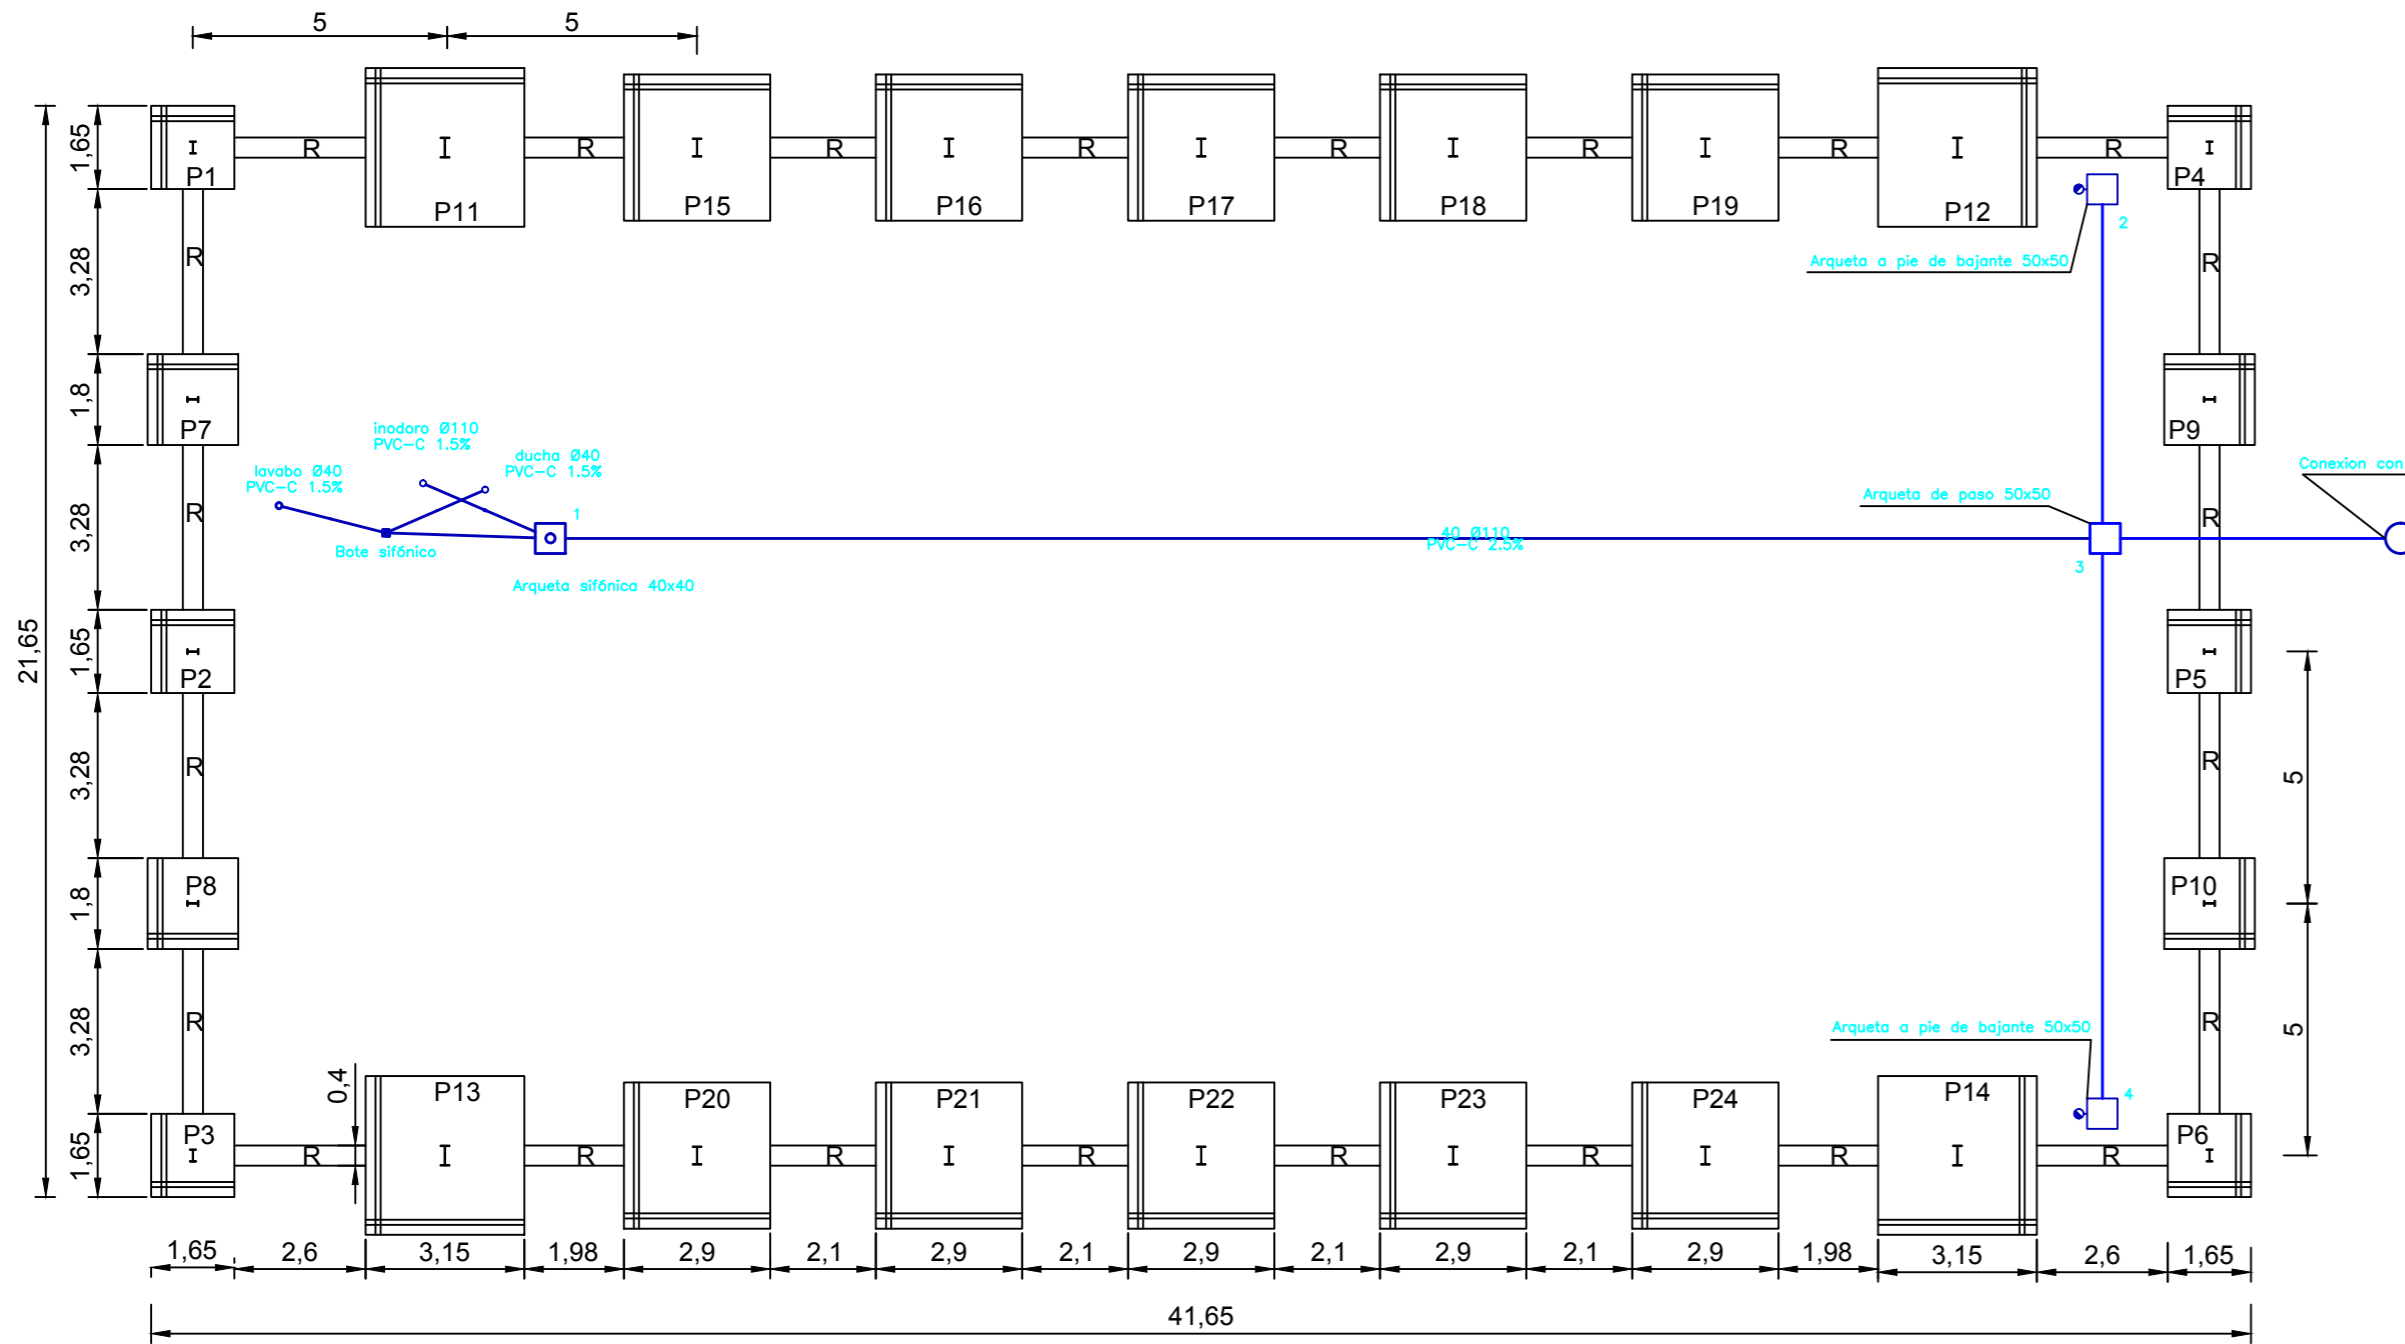 5
5
1,65
R
R
R
R
R
R
R
R
P1
P11
P15
P16
P17
P18
P19
P12
P4
2
3,28
R
Arqueta a pie de bajante 50x50
R
1,8
P7
P9
inodoro Ø110
PVC-C 1.5%
ducha Ø40
PVC-C 1.5%
lavabo Ø40
PVC-C 1.5%
Conexion con
Arqueta de paso 50x50
3,28
R
1
40 Ø110
PVC-C 2.5%
R
Bote sifónico
3
Arqueta sifónica 40x40
21,65
1,65
P2
P5
3,28
R
R
5
1,8
P8
P10
3,28
R
Arqueta a pie de bajante 50x50
R
5
0,4
P13
P20
P21
P22
P23
P24
P14
4
1,65
P3
P6
R
R
R
R
R
R
R
R
1,65
2,6
3,15
1,98
2,9
2,1
2,9
2,1
2,9
2,1
2,9
2,1
2,9
1,98
3,15
2,6
1,65
41,65